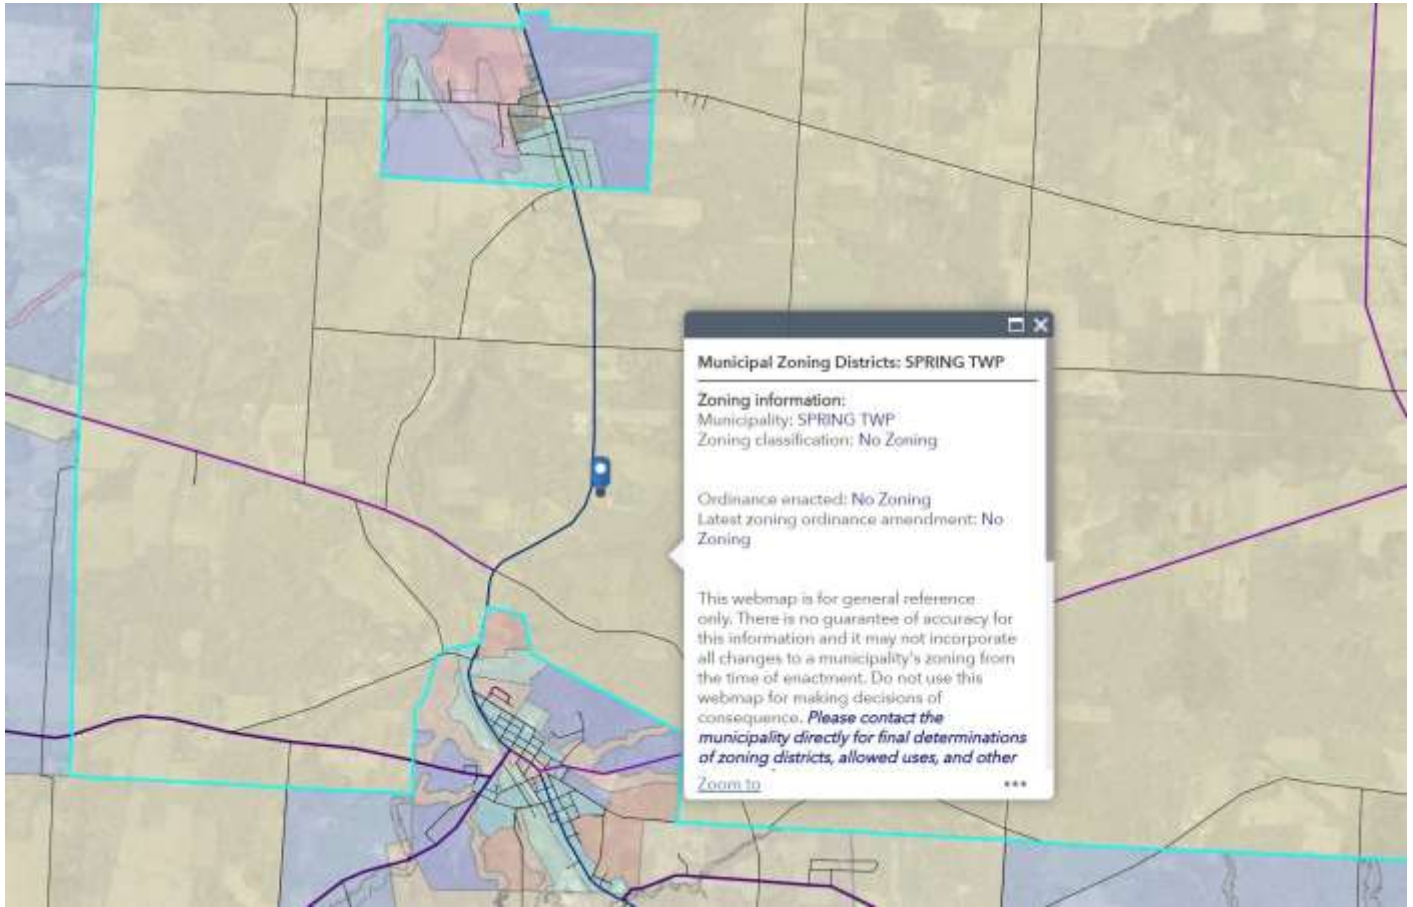 Municipal Zoning Districts: SPRING TWP
Zoning information:
Municipality: SPRING TWP
Zoning classification: No Zoning
Ordinance enacted: No Zoning
Latest zoning ordinance amendment: No
Zoning
This webmap is for general reference
only. There is no guarantee of accuracy for
this information and it may not incorporate
all changes to a municipality's zoning from
the time of enactment. Do not use this
webmap for making decisions of
consequence. Please contact the
municipality directly for final determinations
of zoning districts, allowed uses, and other
Zoom to